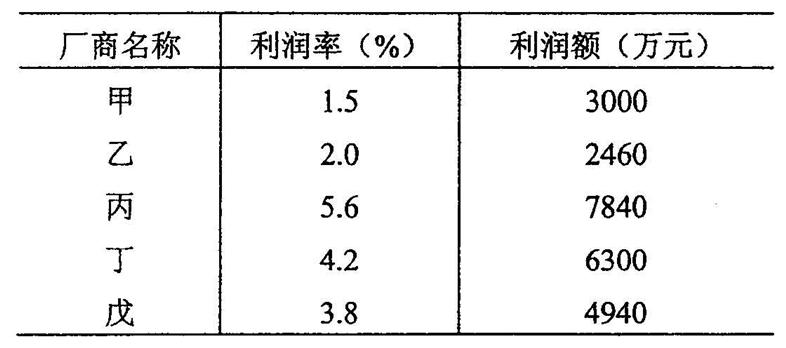 厂商名称 利润率（%） 利润额（万元）
甲 1.5 3000
乙 2.0 2460
丙 5.6 7840
丁 4.2 6300
戊 3.8 4940